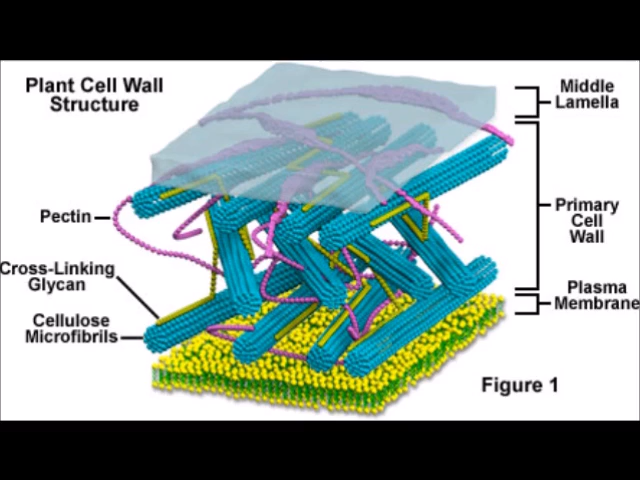 Plant Cell Wall
Structure
Middle
Lamella
Pectin
Primary
Cell
Wall
Cross-Linking
Glycan
Plasma
Membrane
Cellulose
Microfibrils
Figure 1